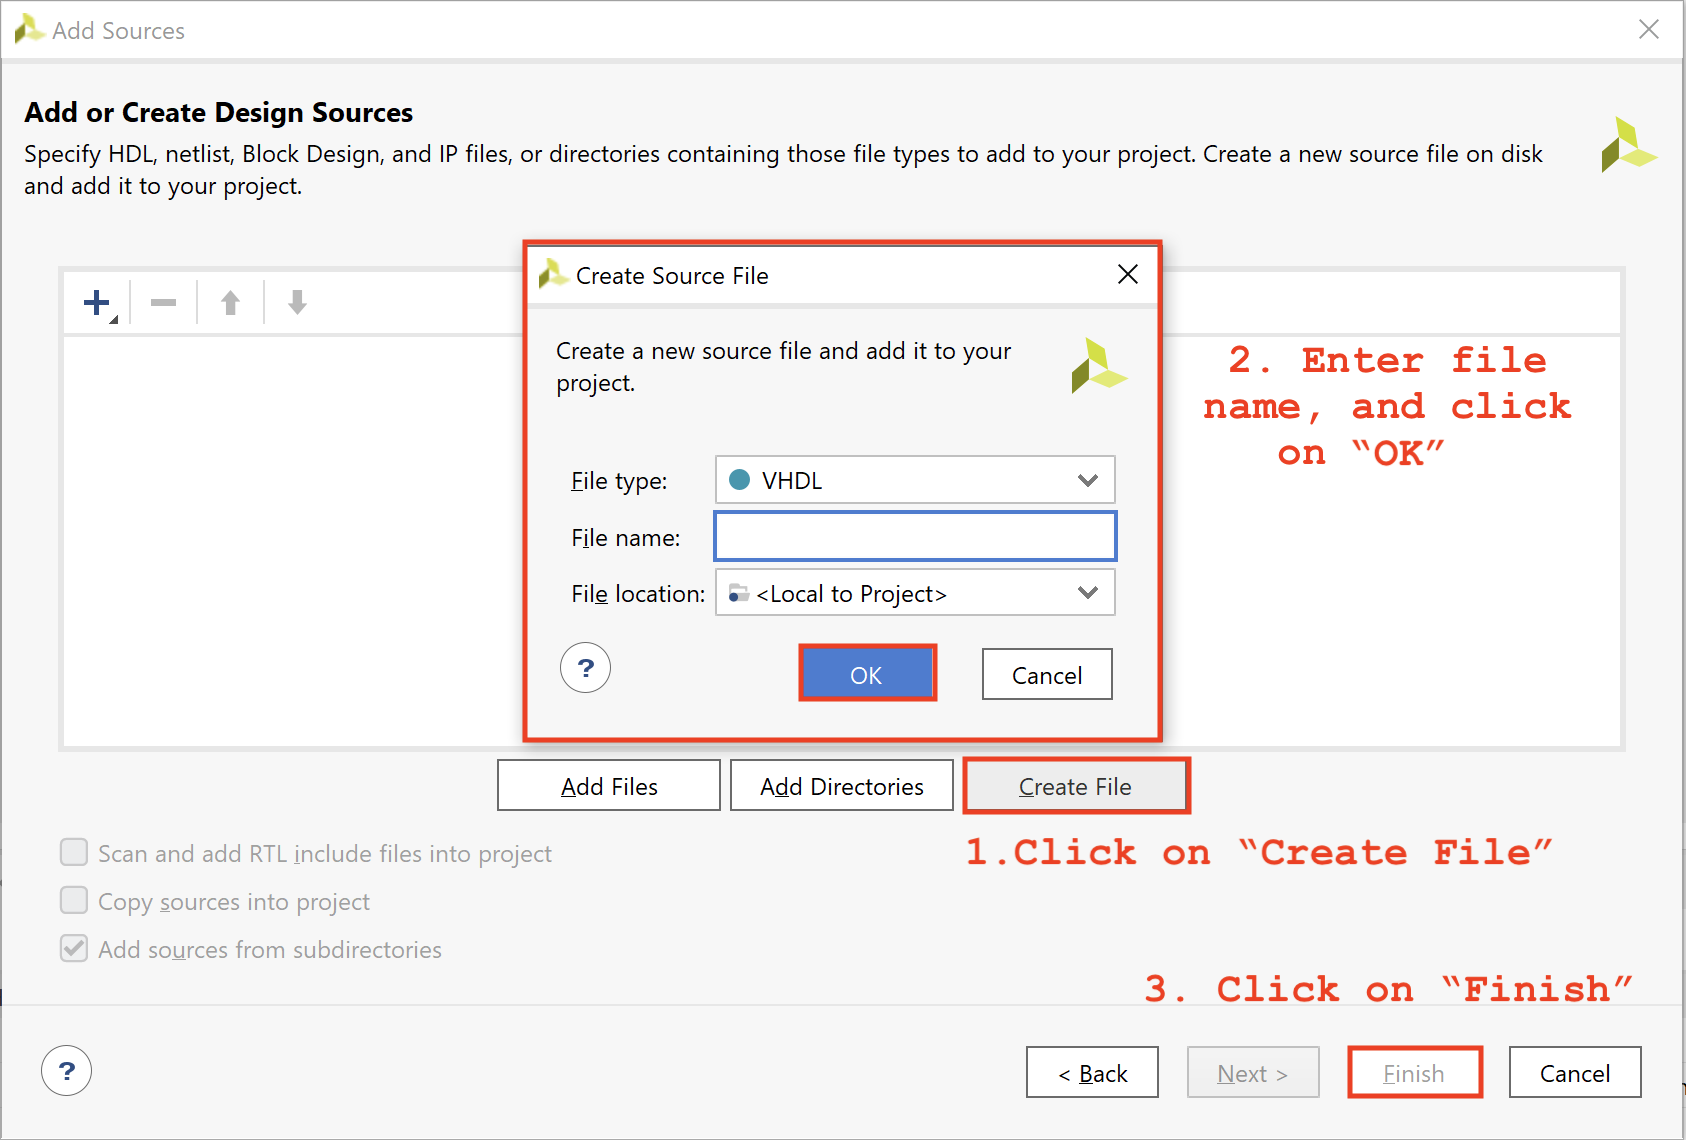 Add Sources
Add or Create Design Sources
Specify HDL, netlist, Block Design, and IP files, or directories containing those file types to add to your project. Create a new source file on disk
and add it to your project.
Create Source File
Create a new source file and add it to your
project.
2. Enter file
name, and click
on “OK”
File type: VHDL
File name:
File location: <Local to Project>
? OK Cancel
Add Files Add Directories Create File
1.Click on “Create File”
Scan and add RTL include files into project
Copy sources into project
Add sources from subdirectories
3. Click on “Finish”
? < Back Next > Finish Cancel